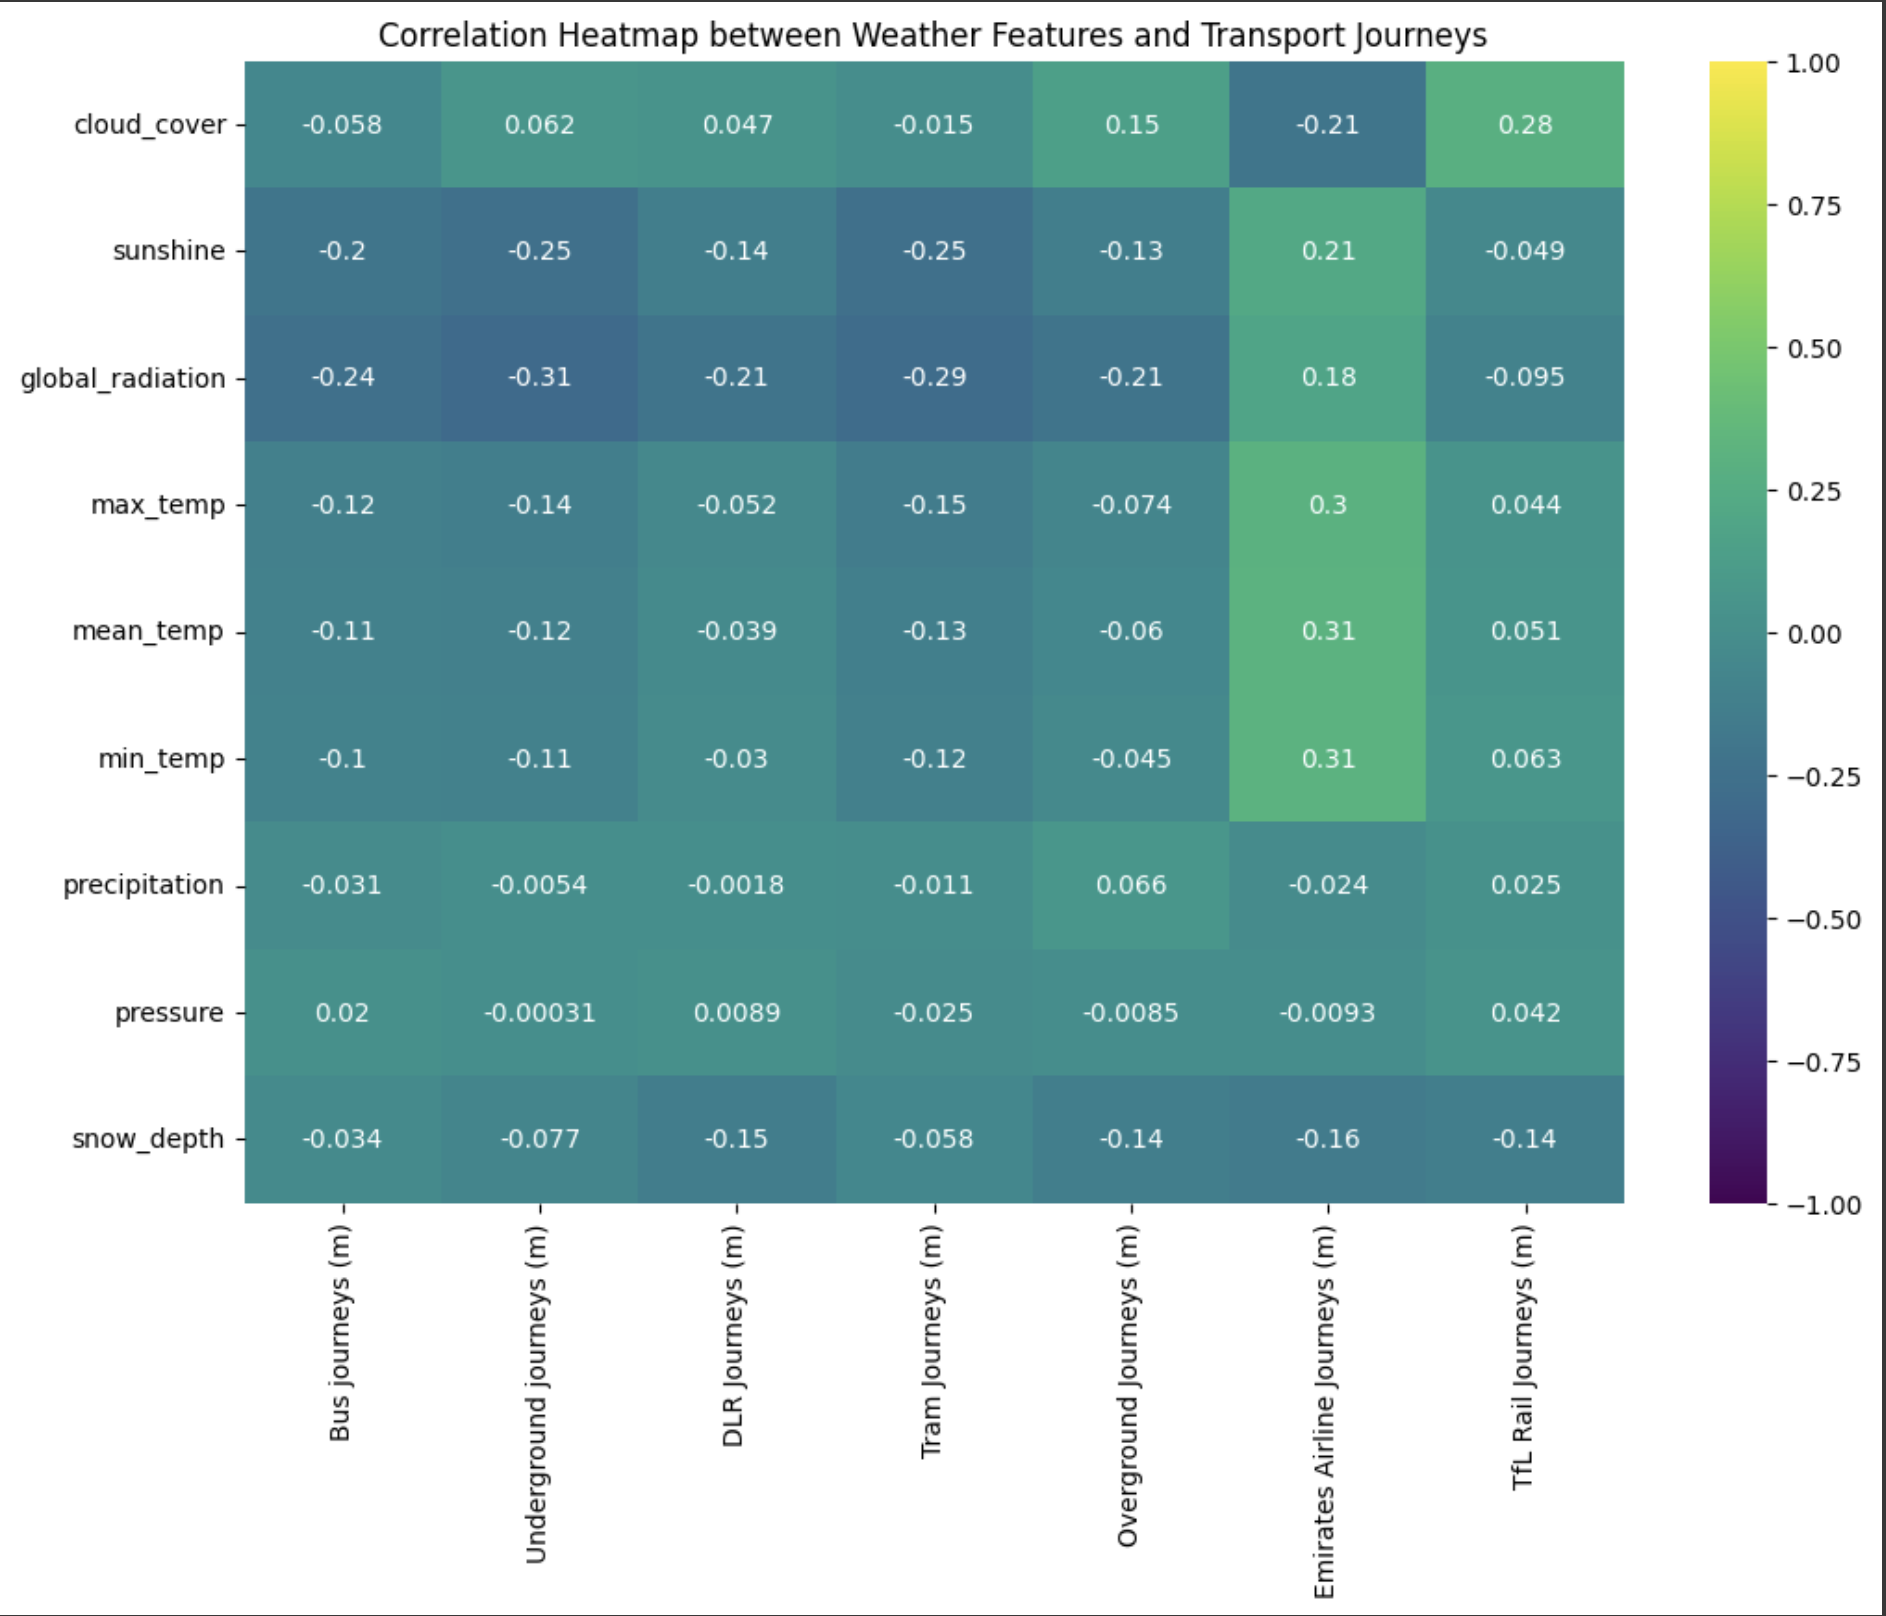 Correlation Heatmap between Weather Features and Transport Journeys
cloud_cover -0.058 0.062 0.047 -0.015 0.15 -0.21 0.28
sunshine -0.2 -0.25 -0.14 -0.25 -0.13 0.21 -0.049
global_radiation -0.24 -0.31 -0.21 -0.29 -0.21 0.18 -0.095
max_temp -0.12 -0.14 -0.052 -0.15 -0.074 0.3 0.044
mean_temp -0.11 -0.12 -0.039 -0.13 -0.06 0.31 0.051
min_temp -0.1 -0.11 -0.03 -0.12 -0.045 0.31 0.063
precipitation -0.031 -0.0054 -0.0018 -0.011 0.066 -0.024 0.025
pressure 0.02 -0.00031 0.0089 -0.025 -0.0085 -0.0093 0.042
snow_depth -0.034 -0.077 -0.15 -0.058 -0.14 -0.16 -0.14
Bus journeys (m)
Underground journeys (m)
DLR Journeys (m)
Tram Journeys (m)
Overground Journeys (m)
Emirates Airline Journeys (m)
TfL Rail Journeys (m)
1.00
0.75
0.50
0.25
0.00
−0.25
−0.50
−0.75
−1.00